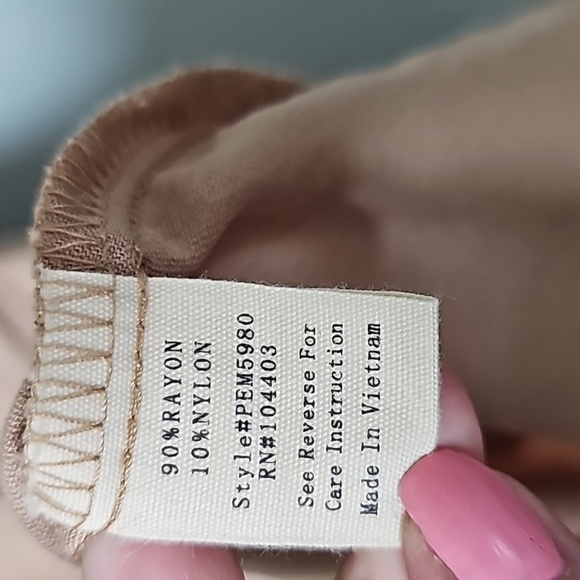 90%RAYON
10%NYLON
Style#PEM5980
RN#104403
See Reverse For
Care Instruction
Made In Vietnam